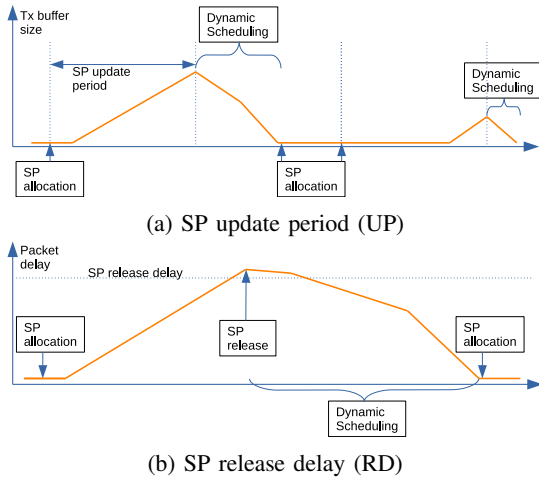 Tx buffer
size
Dynamic
Scheduling
SP update
period
Dynamic
Scheduling
SP
allocation
SP
allocation
(a) SP update period (UP)
Packet
delay
SP release delay
SP
allocation
SP
release
SP
allocation
Dynamic
Scheduling
(b) SP release delay (RD)